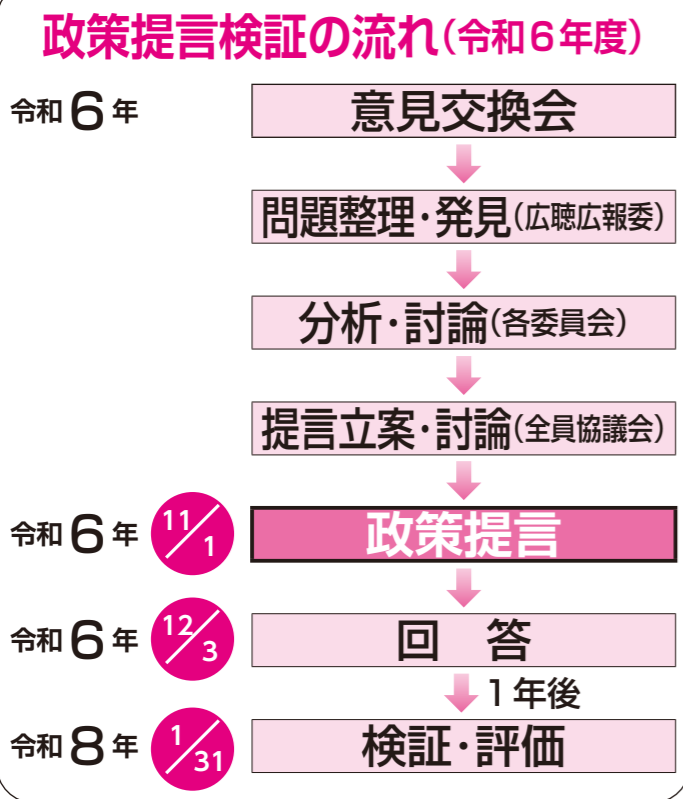 政策提言検証の流れ(令和6年度)
令和6年 意見交換会
問題整理・発見(広聴広報委)
分析・討論(各委員会)
提言立案・討論(全員協議会)
令和6年 11/1 政策提言
令和6年 12/3 回 答
1年後
令和8年 1/31 検証・評価